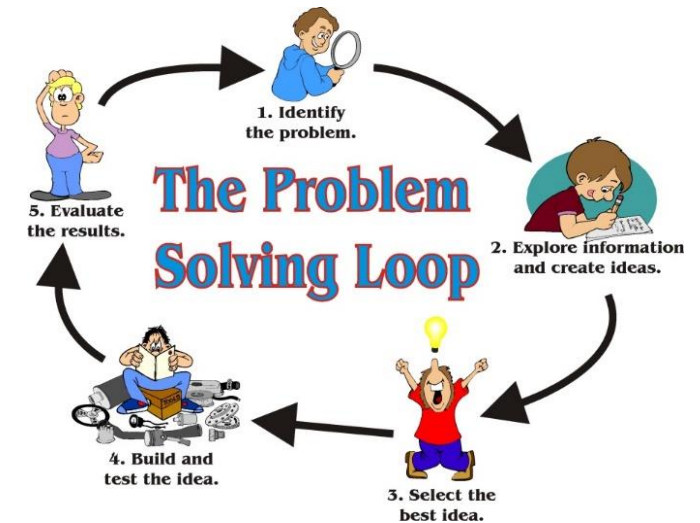 The Problem
Solving Loop
1. Identify
the problem.
2. Explore information
and create ideas.
3. Select the
best idea.
4. Build and
test the idea.
5. Evaluate
the results.